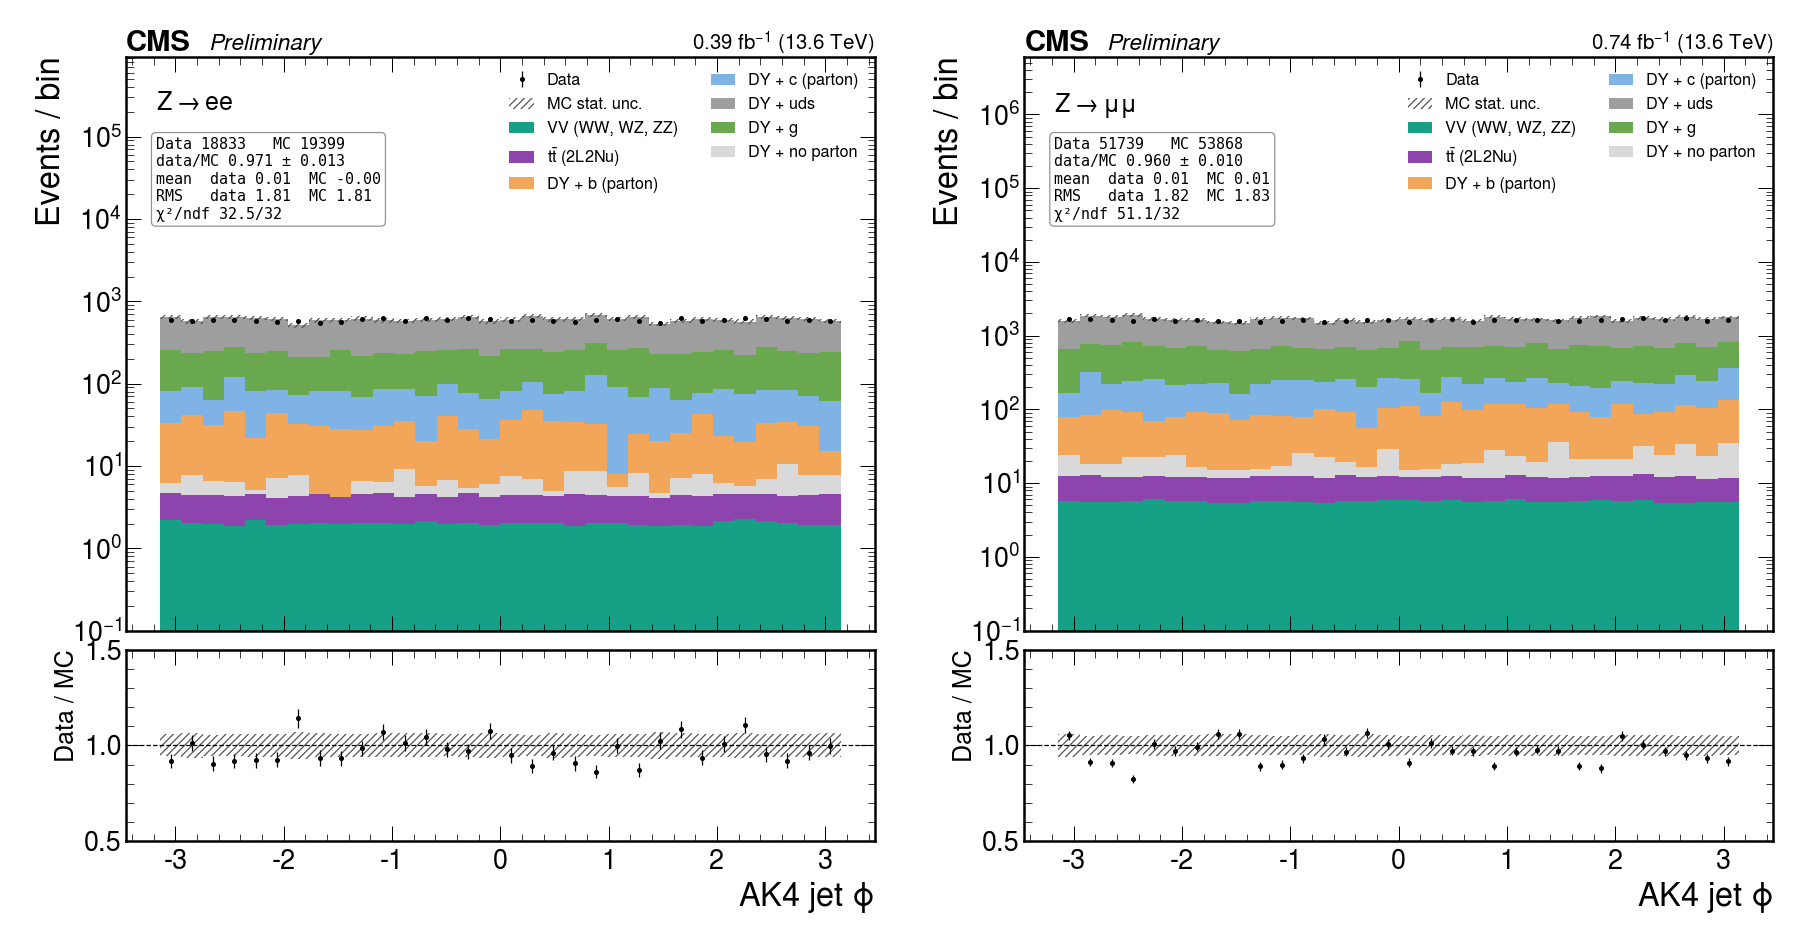 CMS Preliminary 0.39 fb⁻¹ (13.6 TeV)
Events / bin
Z → ee
Data 18833   MC 19399
data/MC 0.971 ± 0.013
mean  data 0.01  MC -0.00
RMS   data 1.81  MC 1.81
χ²/ndf 32.5/32
Data
MC stat. unc.
VV (WW, WZ, ZZ)
tt̄ (2L2Nu)
DY + b (parton)
DY + c (parton)
DY + uds
DY + g
DY + no parton
10⁵
10⁴
10³
10²
10¹
10⁰
10⁻¹
Data / MC
1.5
1.0
0.5
-3 -2 -1 0 1 2 3
AK4 jet ϕ
CMS Preliminary 0.74 fb⁻¹ (13.6 TeV)
Events / bin
Z → μμ
Data 51739   MC 53868
data/MC 0.960 ± 0.010
mean  data 0.01  MC 0.01
RMS   data 1.82  MC 1.83
χ²/ndf 51.1/32
Data
MC stat. unc.
VV (WW, WZ, ZZ)
tt̄ (2L2Nu)
DY + b (parton)
DY + c (parton)
DY + uds
DY + g
DY + no parton
10⁶
10⁵
10⁴
10³
10²
10¹
10⁰
10⁻¹
Data / MC
1.5
1.0
0.5
-3 -2 -1 0 1 2 3
AK4 jet ϕ